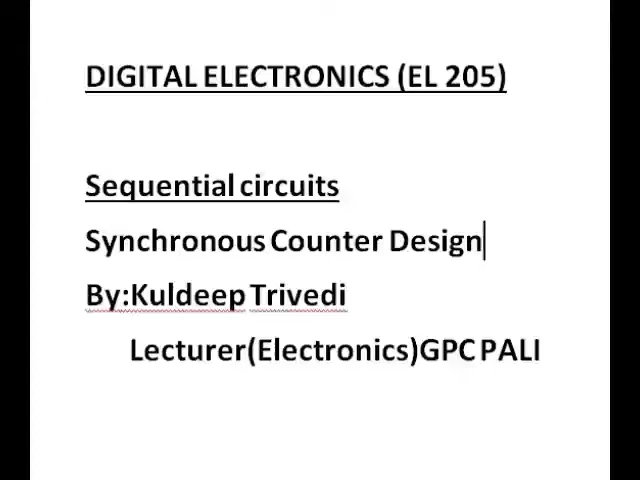 DIGITAL ELECTRONICS (EL 205)
Sequential circuits
Synchronous Counter Design
By:Kuldeep Trivedi
Lecturer(Electronics)GPC PALI